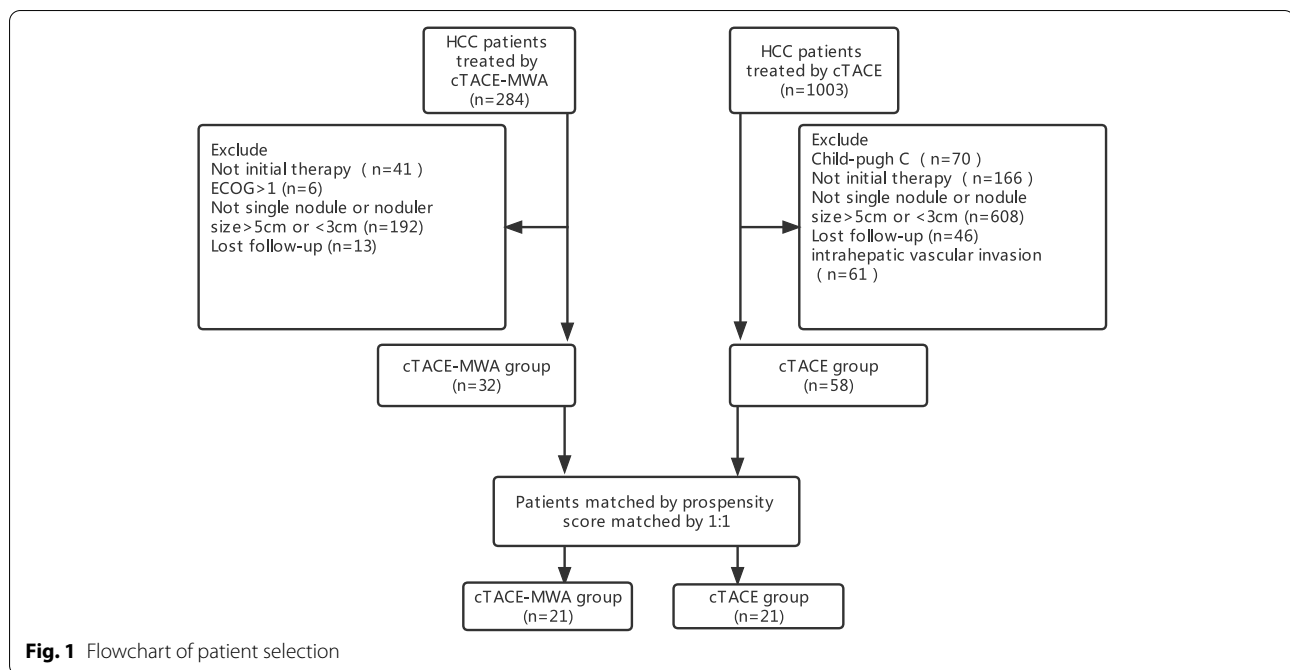 HCC patients
treated by
cTACE-MWA
(n=284)
HCC patients
treated by cTACE
(n=1003)
Exclude
Not initial therapy ( n=41 )
ECOG>1 (n=6)
Not single nodule or noduler
size>5cm or <3cm (n=192)
Lost follow-up (n=13)
Exclude
Child-pugh C ( n=70 )
Not initial therapy ( n=166 )
Not single nodule or nodule
size>5cm or <3cm (n=608)
Lost follow-up (n=46)
intrahepatic vascular invasion
( n=61 )
cTACE-MWA group
(n=32)
cTACE group
(n=58)
Patients matched by prospensity
score matched by 1:1
cTACE-MWA group
(n=21)
cTACE group
(n=21)
Fig. 1 Flowchart of patient selection